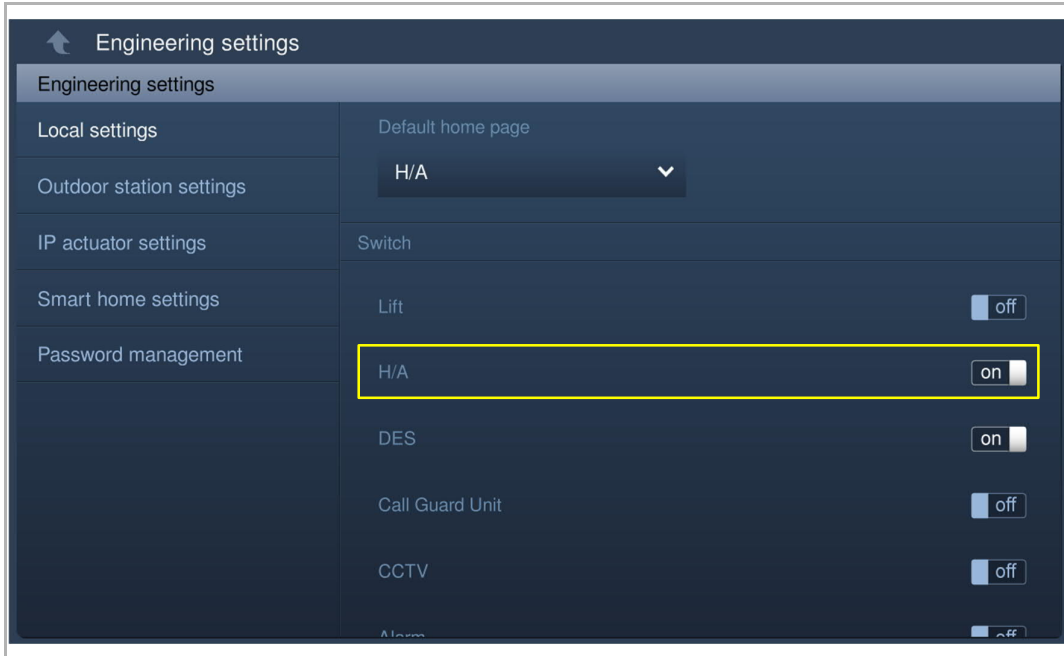 Engineering settings
Engineering settings
Local settings
Outdoor station settings
IP actuator settings
Smart home settings
Password management
Default home page
H/A
Switch
Lift off
H/A on
DES on
Call Guard Unit off
CCTV off
Alarm off